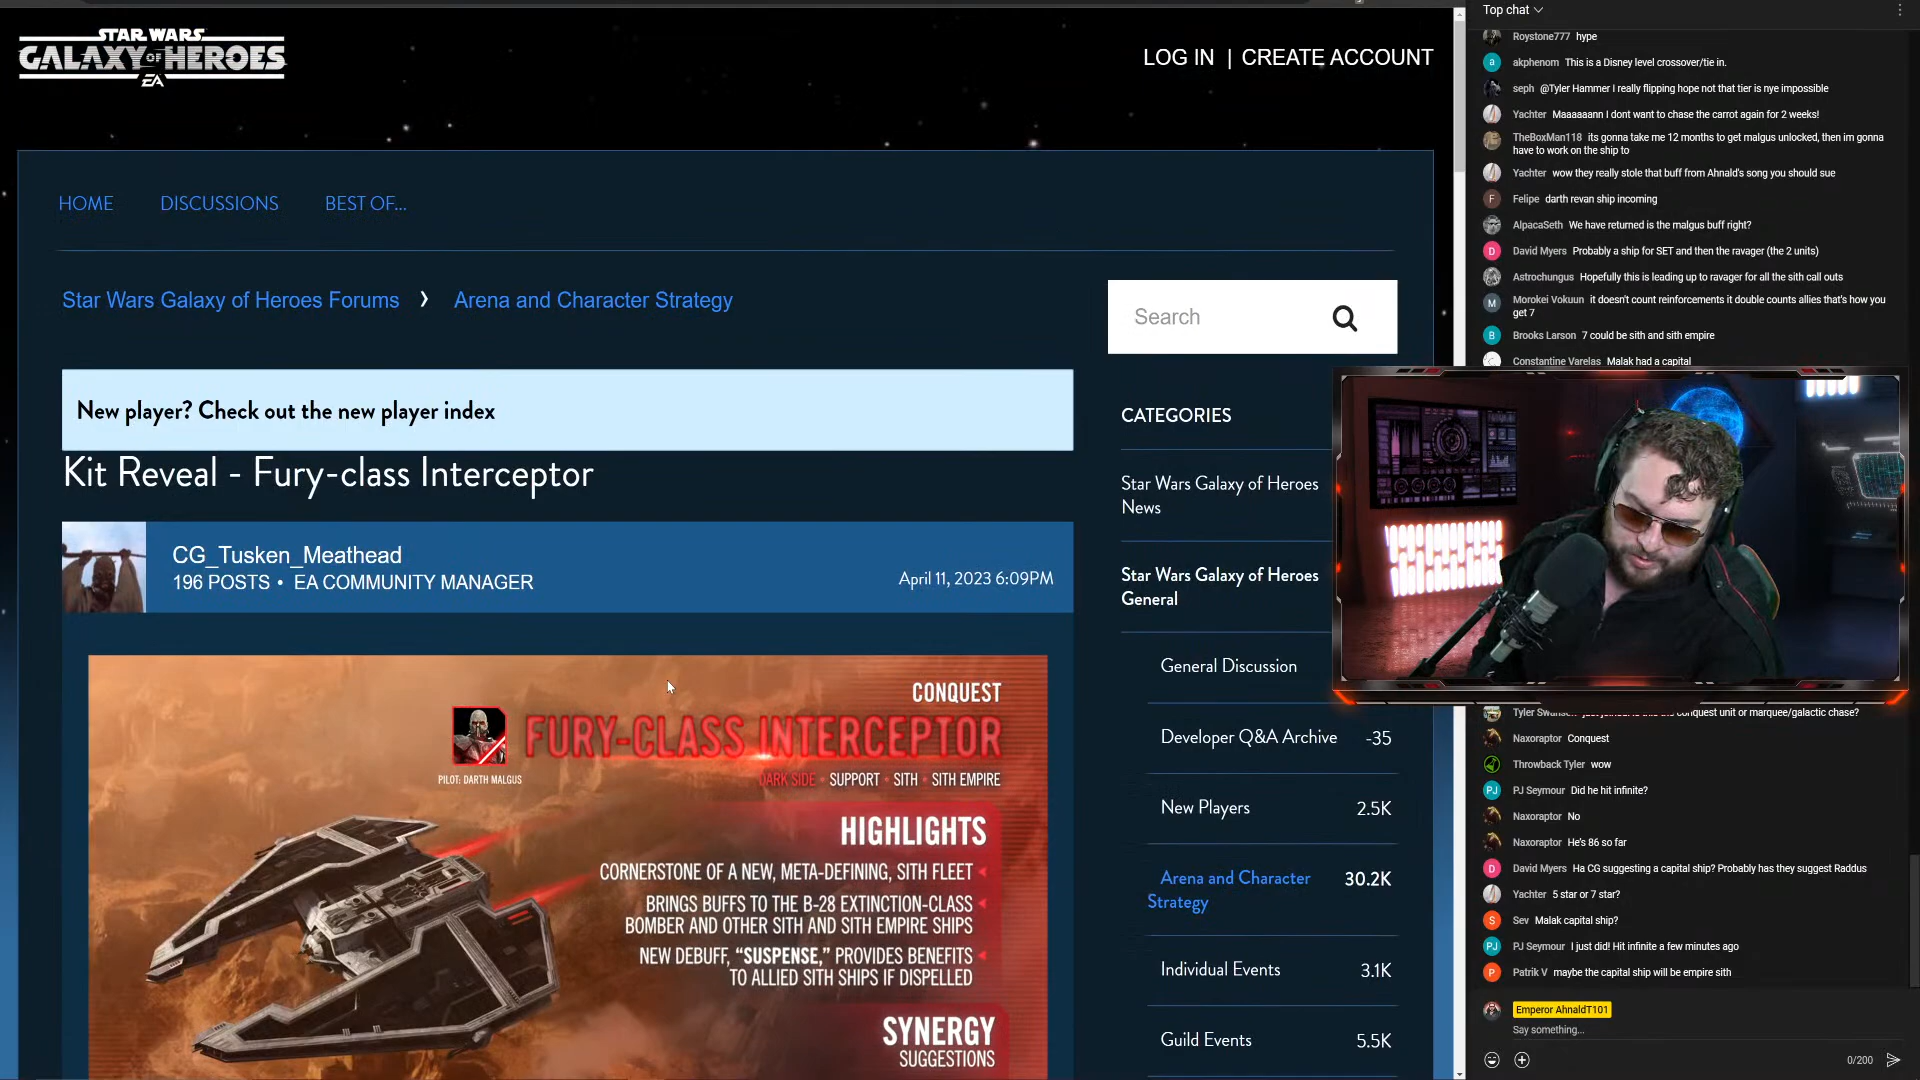 STAR WARS
GALAXY OF HEROES
EA
LOG IN | CREATE ACCOUNT
HOME DISCUSSIONS BEST OF...
Star Wars Galaxy of Heroes Forums › Arena and Character Strategy
Search
New player? Check out the new player index
Kit Reveal - Fury-class Interceptor
CG_Tusken_Meathead
196 POSTS • EA COMMUNITY MANAGER
April 11, 2023 6:09PM
CONQUEST
FURY-CLASS INTERCEPTOR
PILOT: DARTH MALGUS
DARK SIDE • SUPPORT • SITH • SITH EMPIRE
HIGHLIGHTS
CORNERSTONE OF A NEW, META-DEFINING, SITH FLEET
BRINGS BUFFS TO THE B-28 EXTINCTION-CLASS
BOMBER AND OTHER SITH AND SITH EMPIRE SHIPS
NEW DEBUFF, “SUSPENSE,” PROVIDES BENEFITS
TO ALLIED SITH SHIPS IF DISPELLED
SYNERGY
SUGGESTIONS
CATEGORIES
Star Wars Galaxy of Heroes
News
Star Wars Galaxy of Heroes
General
General Discussion
Developer Q&A Archive -35
New Players 2.5K
Arena and Character
Strategy
30.2K
Individual Events 3.1K
Guild Events 5.5K
Top chat
Roystone777 hype
a akphenom This is a Disney level crossover/tie in.
seph @Tyler Hammer I really flipping hope not that tier is nye impossible
Yachter Maaaaaann I dont want to chase the carrot again for 2 weeks!
TheBoxMan118 its gonna take me 12 months to get malgus unlocked, then im gonna
have to work on the ship to
Yachter wow they really stole that buff from Ahnald's song you should sue
F Felipe darth revan ship incoming
AlpacaSeth We have returned is the malgus buff right?
D David Myers Probably a ship for SET and then the ravager (the 2 units)
Astrochungus Hopefully this is leading up to ravager for all the sith call outs
M Morokei Vokuun it doesn't count reinforcements it double counts allies that's how you
get 7
B Brooks Larson 7 could be sith and sith empire
Constantine Varelas Malak had a capital
Tyler conquest unit or marquee/galactic chase?
Naxoraptor Conquest
Throwback Tyler wow
PJ PJ Seymour Did he hit infinite?
Naxoraptor No
Naxoraptor He's 86 so far
D David Myers Ha CG suggesting a capital ship? Probably has they suggest Raddus
Yachter 5 star or 7 star?
S Sev Malak capital ship?
PJ PJ Seymour I just did! Hit infinite a few minutes ago
P Patrik V maybe the capital ship will be empire sith
Emperor AhnaldT101
Say something...
0/200